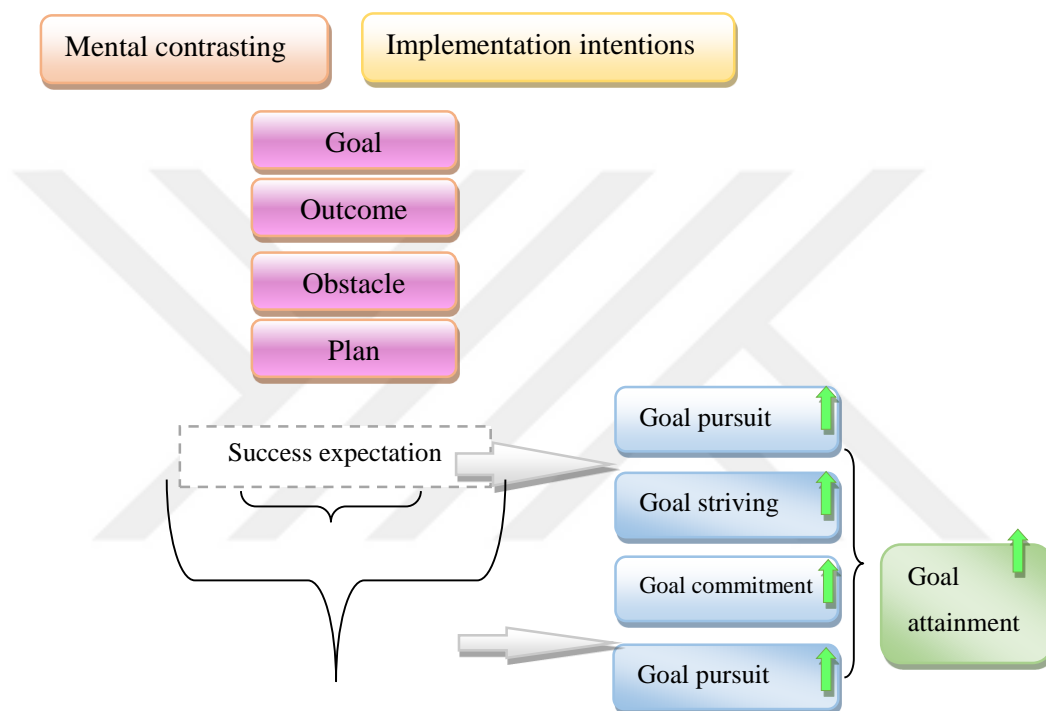 Mental contrasting
Implementation intentions
Goal
Outcome
Obstacle
Plan
Success expectation
Goal pursuit
Goal striving
Goal commitment
Goal pursuit
Goal
attainment